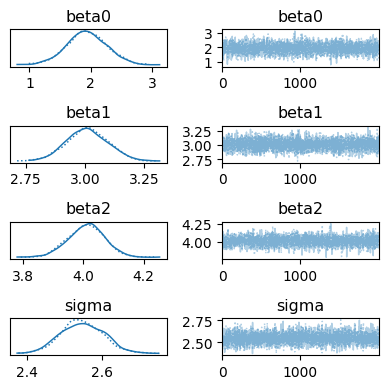 beta0 beta0
3
2
1
1 2 3 0 1000
beta1 beta1
3.25
3.00
2.75
2.75 3.00 3.25 0 1000
beta2 beta2
4.25
4.00
3.8 4.0 4.2 0 1000
sigma sigma
2.75
2.50
2.4 2.6 0 1000